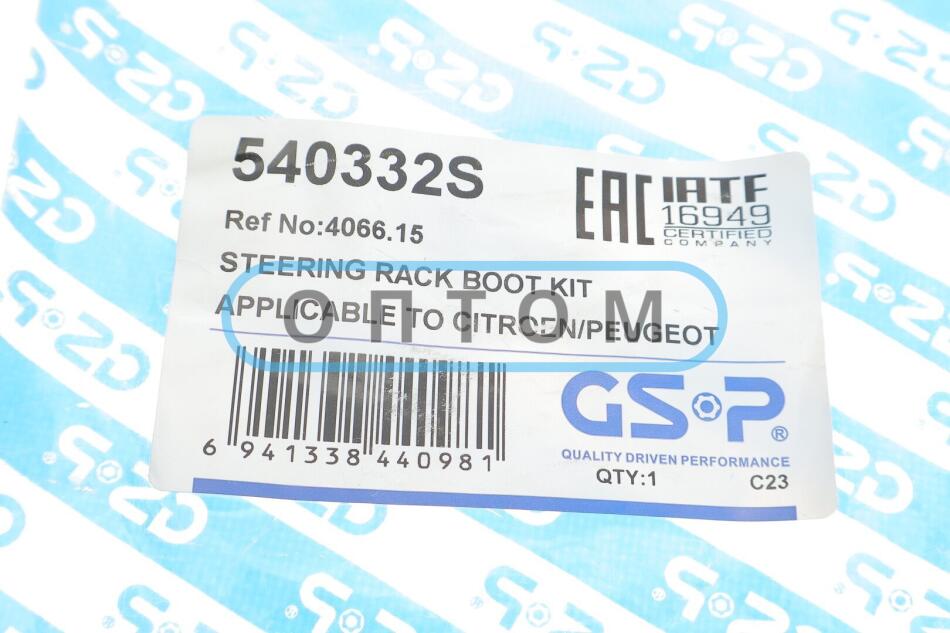 540332S
EAC
IATF
16949
CERTIFIED
COMPANY
Ref No:4066.15
STEERING RACK BOOT KIT
APPLICABLE TO CITROEN/PEUGEOT
ОПТОМ
6 941338 440981
GSP®
QUALITY DRIVEN PERFORMANCE
QTY:1
C23